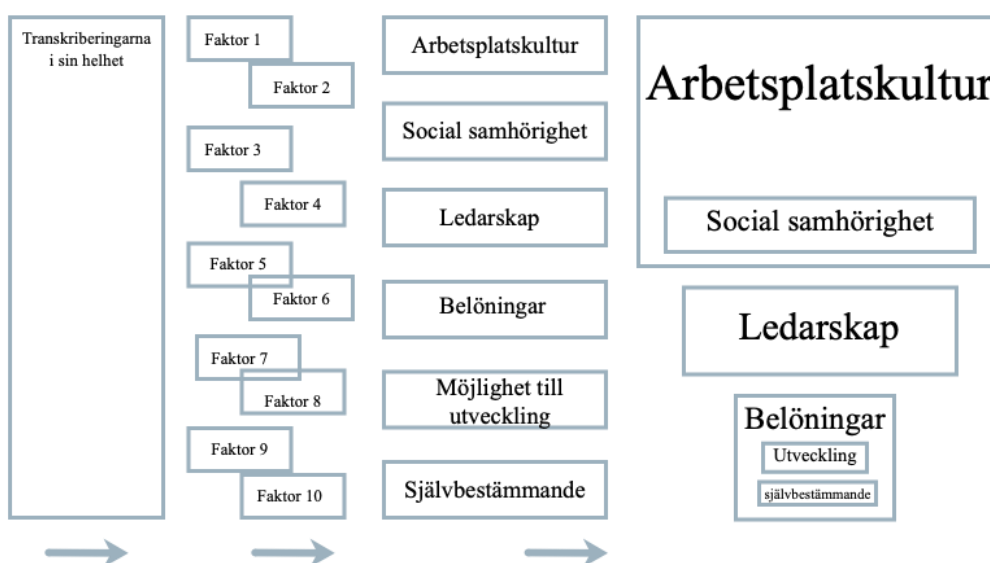 Transkriberingarna
i sin helhet
Faktor 1
Faktor 2
Faktor 3
Faktor 4
Faktor 5
Faktor 6
Faktor 7
Faktor 8
Faktor 9
Faktor 10
Arbetsplatskultur
Social samhörighet
Ledarskap
Belöningar
Möjlighet till
utveckling
Självbestämmande
Arbetsplatskultur
Social samhörighet
Ledarskap
Belöningar
Utveckling
självbestämmande